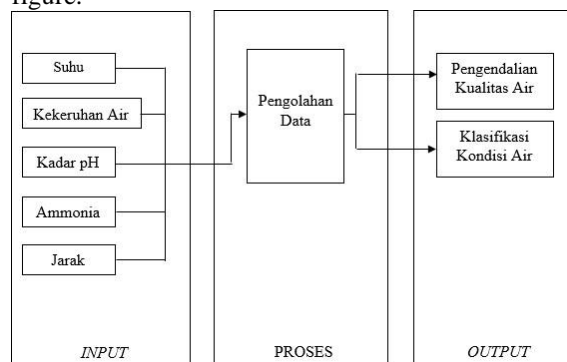 figure.
Suhu
Kekeruhan Air
Kadar pH
Ammonia
Jarak
INPUT
Pengolahan
Data
PROSES
Pengendalian
Kualitas Air
Klasifikasi
Kondisi Air
OUTPUT